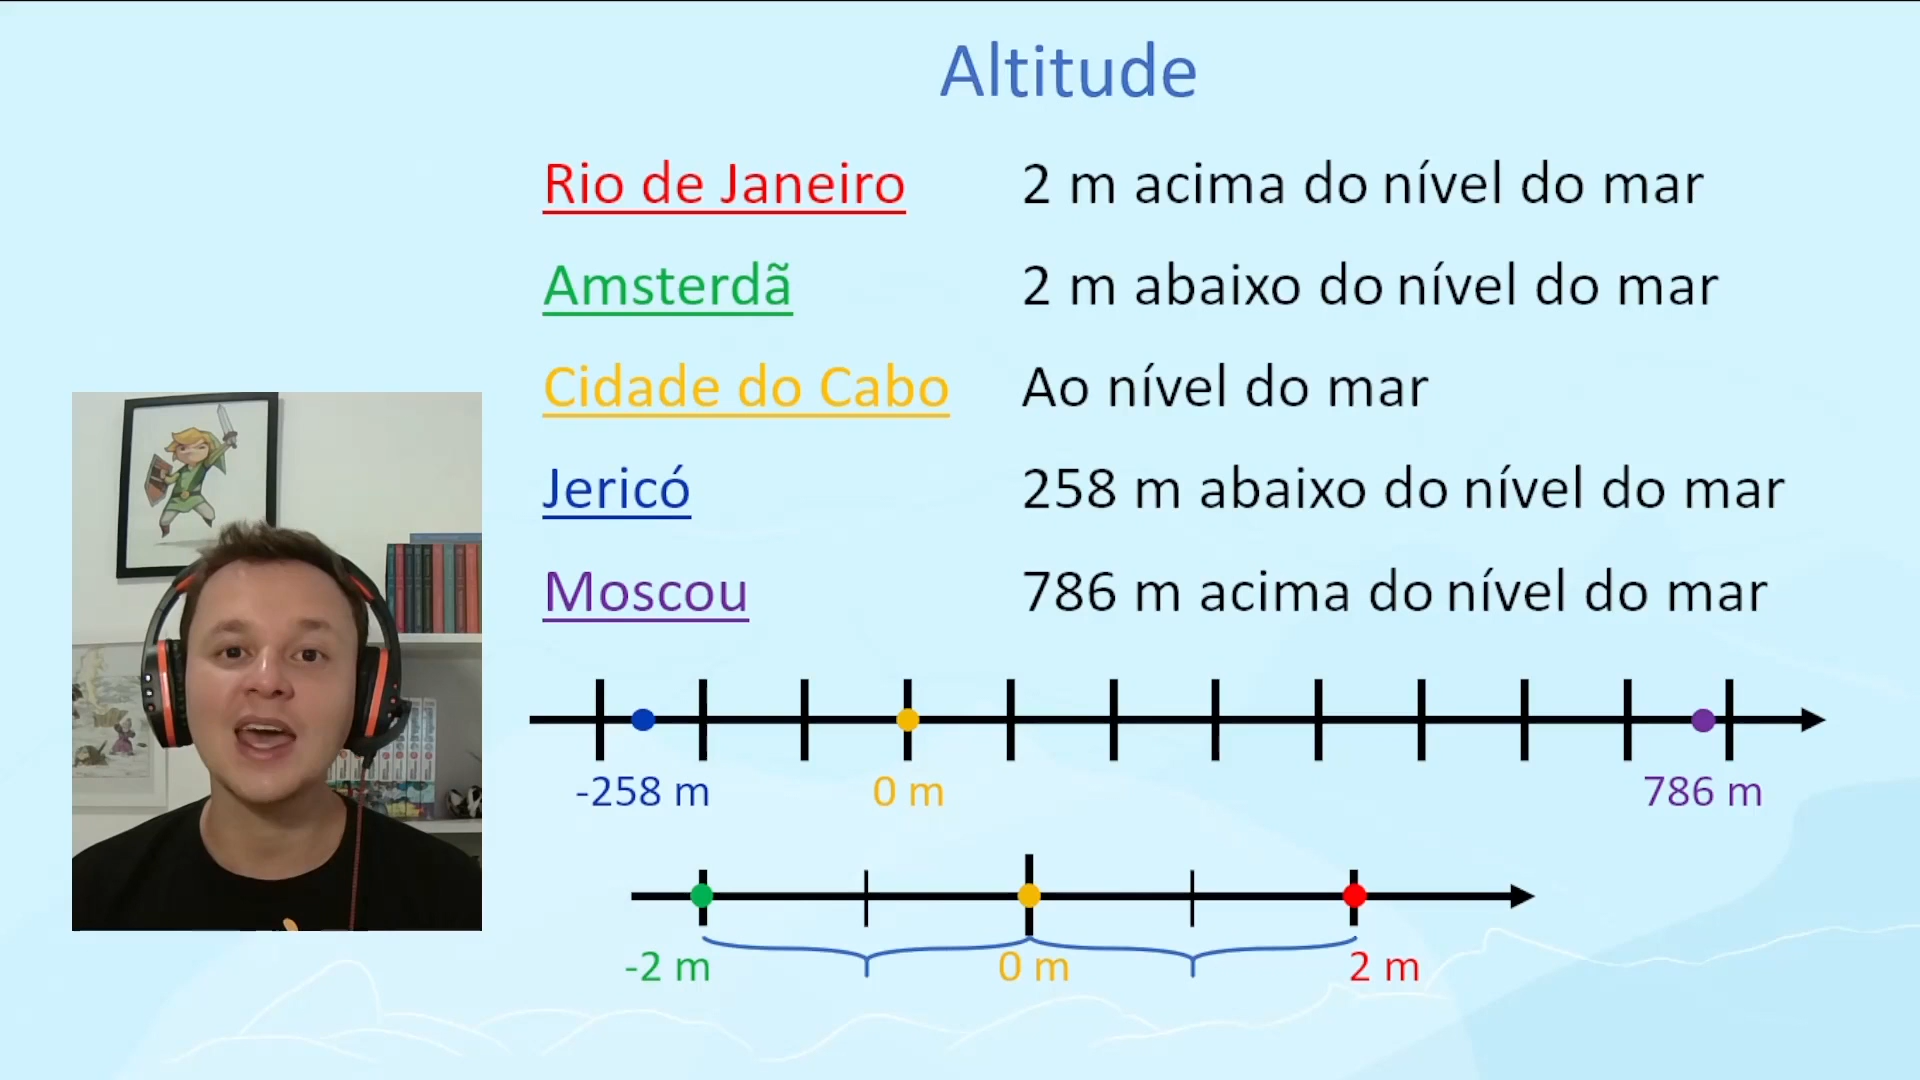 Altitude
Rio de Janeiro 2 m acima do nível do mar
Amsterdã 2 m abaixo do nível do mar
Cidade do Cabo Ao nível do mar
Jericó 258 m abaixo do nível do mar
Moscou 786 m acima do nível do mar
-258 m 0 m 786 m
-2 m 0 m 2 m